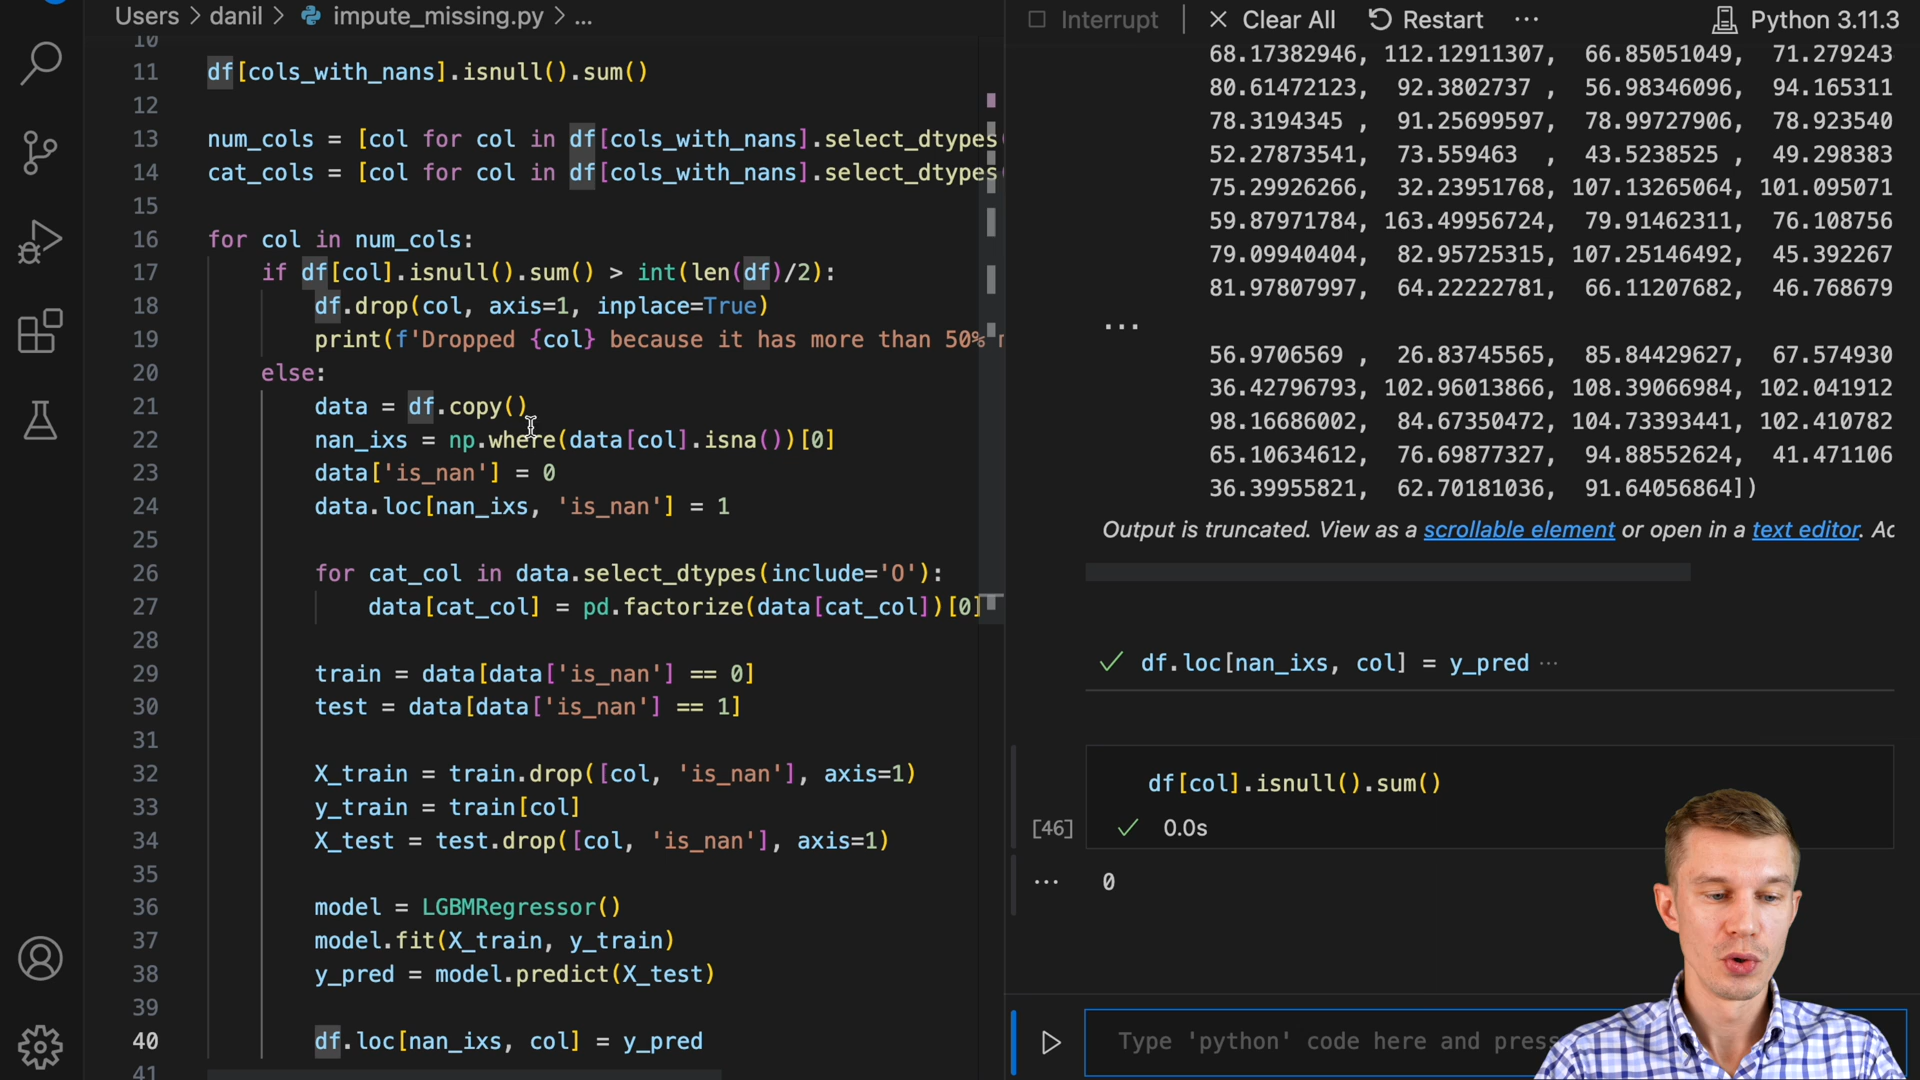 Users > danil > impute_missing.py > ...
10
11 df[cols_with_nans].isnull().sum()
12
13 num_cols = [col for col in df[cols_with_nans].select_dtypes(
14 cat_cols = [col for col in df[cols_with_nans].select_dtypes(
15
16 for col in num_cols:
17 if df[col].isnull().sum() > int(len(df)/2):
18 df.drop(col, axis=1, inplace=True)
19 print(f'Dropped {col} because it has more than 50%
20 else:
21 data = df.copy()
22 nan_ixs = np.where(data[col].isna())[0]
23 data['is_nan'] = 0
24 data.loc[nan_ixs, 'is_nan'] = 1
25
26 for cat_col in data.select_dtypes(include='O'):
27 data[cat_col] = pd.factorize(data[cat_col])[0]
28
29 train = data[data['is_nan'] == 0]
30 test = data[data['is_nan'] == 1]
31
32 X_train = train.drop([col, 'is_nan'], axis=1)
33 y_train = train[col]
34 X_test = test.drop([col, 'is_nan'], axis=1)
35
36 model = LGBMRegressor()
37 model.fit(X_train, y_train)
38 y_pred = model.predict(X_test)
39
40 df.loc[nan_ixs, col] = y_pred
41
Interrupt | Clear All Restart ... Python 3.11.3
68.17382946, 112.12911307, 66.85051049, 71.279243
80.61472123, 92.3802737 , 56.98346096, 94.165311
78.3194345 , 91.25699597, 78.99727906, 78.923540
52.27873541, 73.559463 , 43.5238525 , 49.298383
75.29926266, 32.23951768, 107.13265064, 101.095071
59.87971784, 163.49956724, 79.91462311, 76.108756
79.09940404, 82.95725315, 107.25146492, 45.392267
81.97807997, 64.22222781, 66.11207682, 46.768679
...
56.9706569 , 26.83745565, 85.84429627, 67.574930
36.42796793, 102.96013866, 108.39066984, 102.041912
98.16686002, 84.67350472, 104.73393441, 102.410782
65.10634612, 76.69877327, 94.88552624, 41.471106
36.39955821, 62.70181036, 91.64056864])
Output is truncated. View as a scrollable element or open in a text editor. Ac
df.loc[nan_ixs, col] = y_pred ...
df[col].isnull().sum()
[46] 0.0s
... 0
Type 'python' code here and press